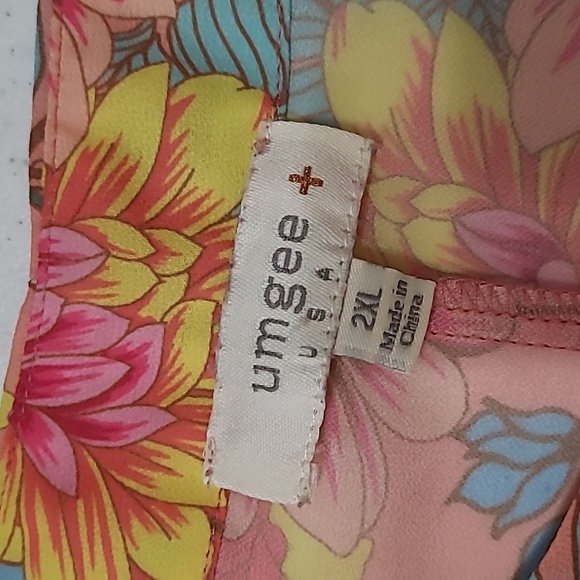 umgee +
USA
2XL
Made in
China